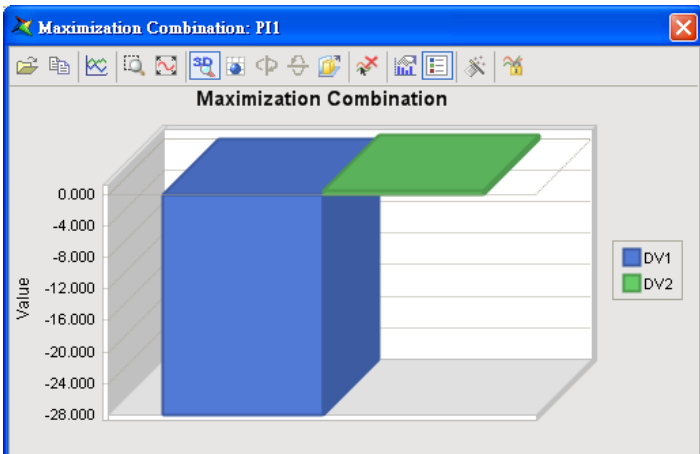 Maximization Combination: PI1
3D
Maximization Combination
Value
0.000
-4.000
-8.000
-12.000
-16.000
-20.000
-24.000
-28.000
DV1
DV2